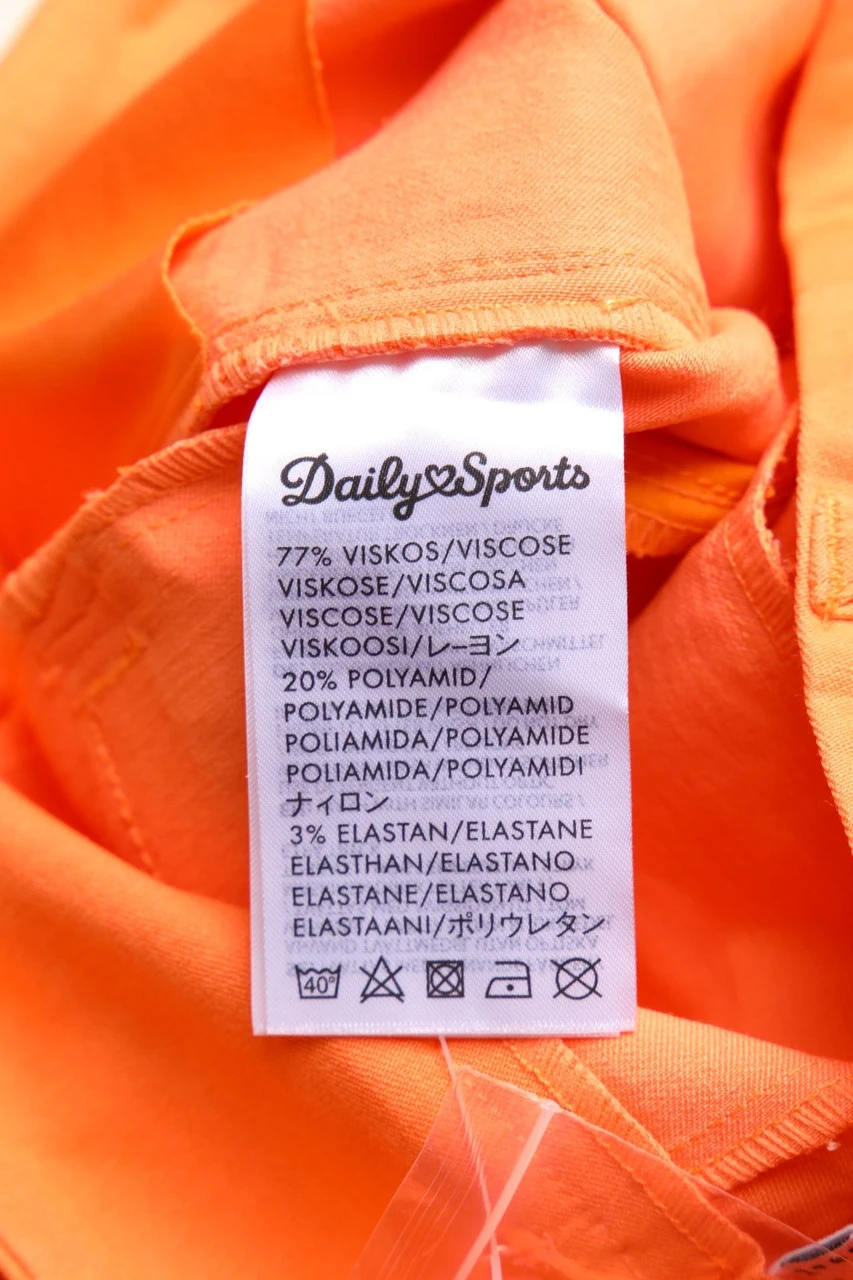 Daily Sports
77% VISKOS/VISCOSE
VISKOSE/VISCOSA
VISCOSE/VISCOSE
VISKOOSI/レーヨン
20% POLYAMID/
POLYAMIDE/POLYAMID
POLIAMIDA/POLYAMIDE
POLIAMIDA/POLYAMIDI
ナイロン
3% ELASTAN/ELASTANE
ELASTHAN/ELASTANO
ELASTANE/ELASTANO
ELASTAANI/ポリウレタン
40°